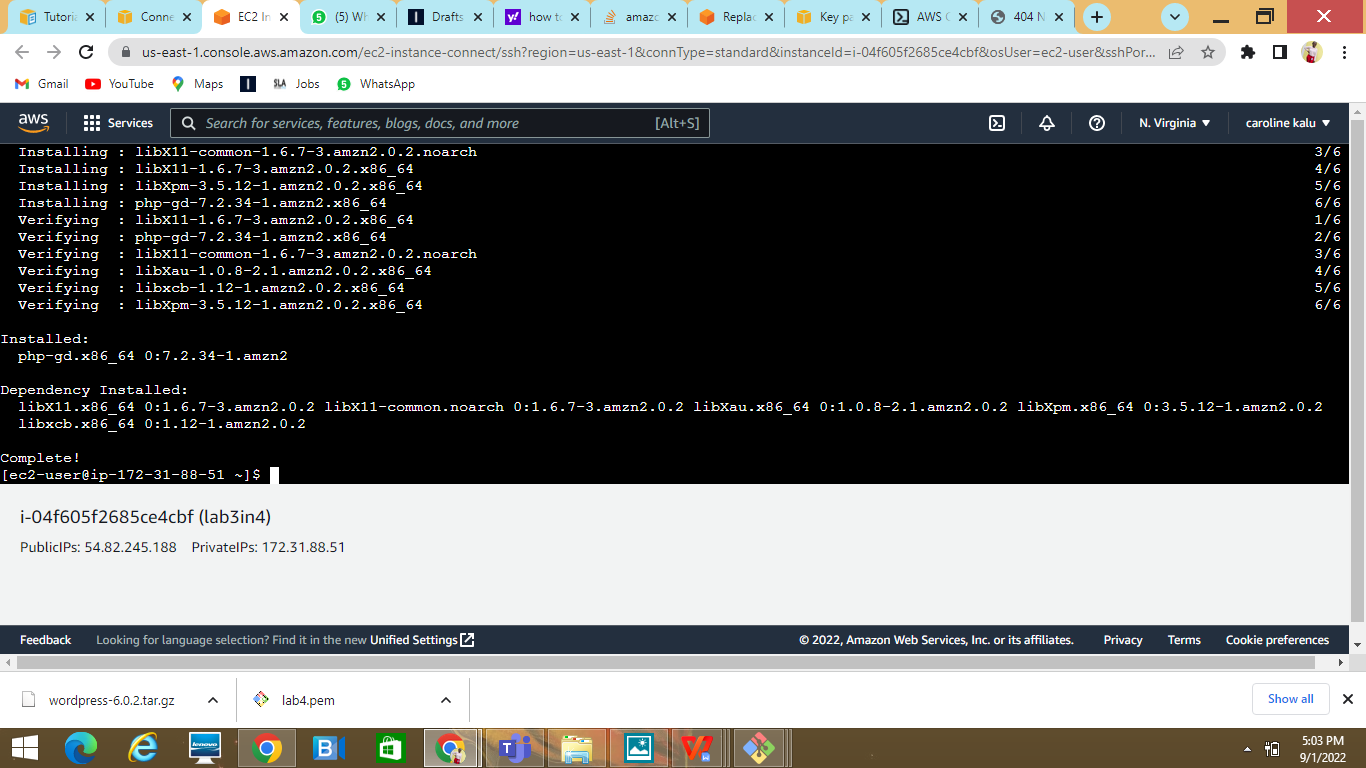 Tutoria
Conne
EC2 In
(5) Wh
Drafts
how to
amazo
Replac
Key pa
AWS C
404 N
us-east-1.console.aws.amazon.com/ec2-instance-connect/ssh?region=us-east-1&connType=standard&instanceId=i-04f605f2685ce4cbf&osUser=ec2-user&sshPor...
Gmail YouTube Maps SLA Jobs WhatsApp
aws Services Search for services, features, blogs, docs, and more [Alt+S] N. Virginia ▼ caroline kalu ▼
Installing : libX11-common-1.6.7-3.amzn2.0.2.noarch 3/6
Installing : libX11-1.6.7-3.amzn2.0.2.x86_64 4/6
Installing : libXpm-3.5.12-1.amzn2.0.2.x86_64 5/6
Installing : php-gd-7.2.34-1.amzn2.x86_64 6/6
Verifying : libX11-1.6.7-3.amzn2.0.2.x86_64 1/6
Verifying : php-gd-7.2.34-1.amzn2.x86_64 2/6
Verifying : libX11-common-1.6.7-3.amzn2.0.2.noarch 3/6
Verifying : libXau-1.0.8-2.1.amzn2.0.2.x86_64 4/6
Verifying : libxcb-1.12-1.amzn2.0.2.x86_64 5/6
Verifying : libXpm-3.5.12-1.amzn2.0.2.x86_64 6/6
Installed:
php-gd.x86_64 0:7.2.34-1.amzn2
Dependency Installed:
libX11.x86_64 0:1.6.7-3.amzn2.0.2 libX11-common.noarch 0:1.6.7-3.amzn2.0.2 libXau.x86_64 0:1.0.8-2.1.amzn2.0.2 libXpm.x86_64 0:3.5.12-1.amzn2.0.2
libxcb.x86_64 0:1.12-1.amzn2.0.2
Complete!
[ec2-user@ip-172-31-88-51 ~]$
i-04f605f2685ce4cbf (lab3in4)
PublicIPs: 54.82.245.188 PrivateIPs: 172.31.88.51
Feedback Looking for language selection? Find it in the new Unified Settings © 2022, Amazon Web Services, Inc. or its affiliates. Privacy Terms Cookie preferences
wordpress-6.0.2.tar.gz lab4.pem Show all
lenovo
5:03 PM
9/1/2022